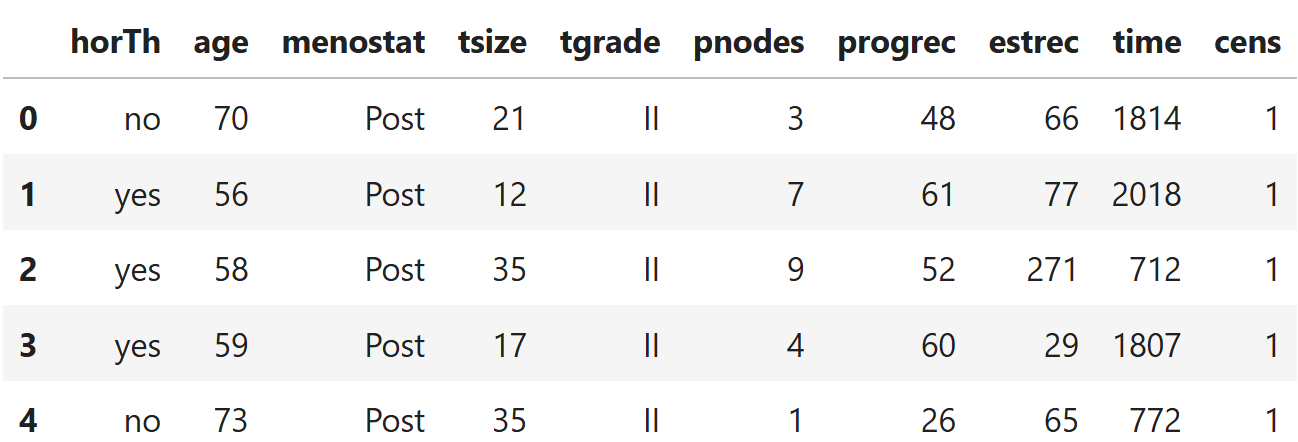 horTh age menostat tsize tgrade pnodes progrec estrec time cens
0 no 70 Post 21 II 3 48 66 1814 1
1 yes 56 Post 12 II 7 61 77 2018 1
2 yes 58 Post 35 II 9 52 271 712 1
3 yes 59 Post 17 II 4 60 29 1807 1
4 no 73 Post 35 II 1 26 65 772 1